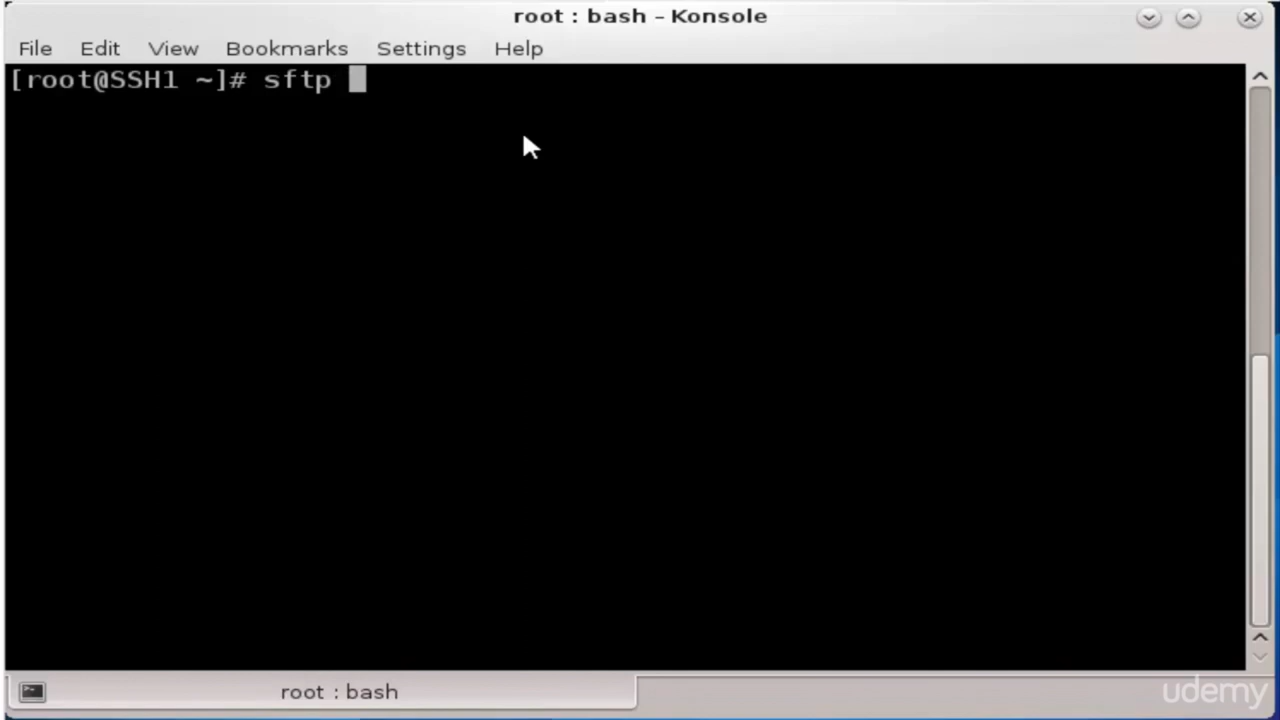 root : bash – Konsole
File Edit View Bookmarks Settings Help
[root@SSH1 ~]# sftp
root : bash
udemy